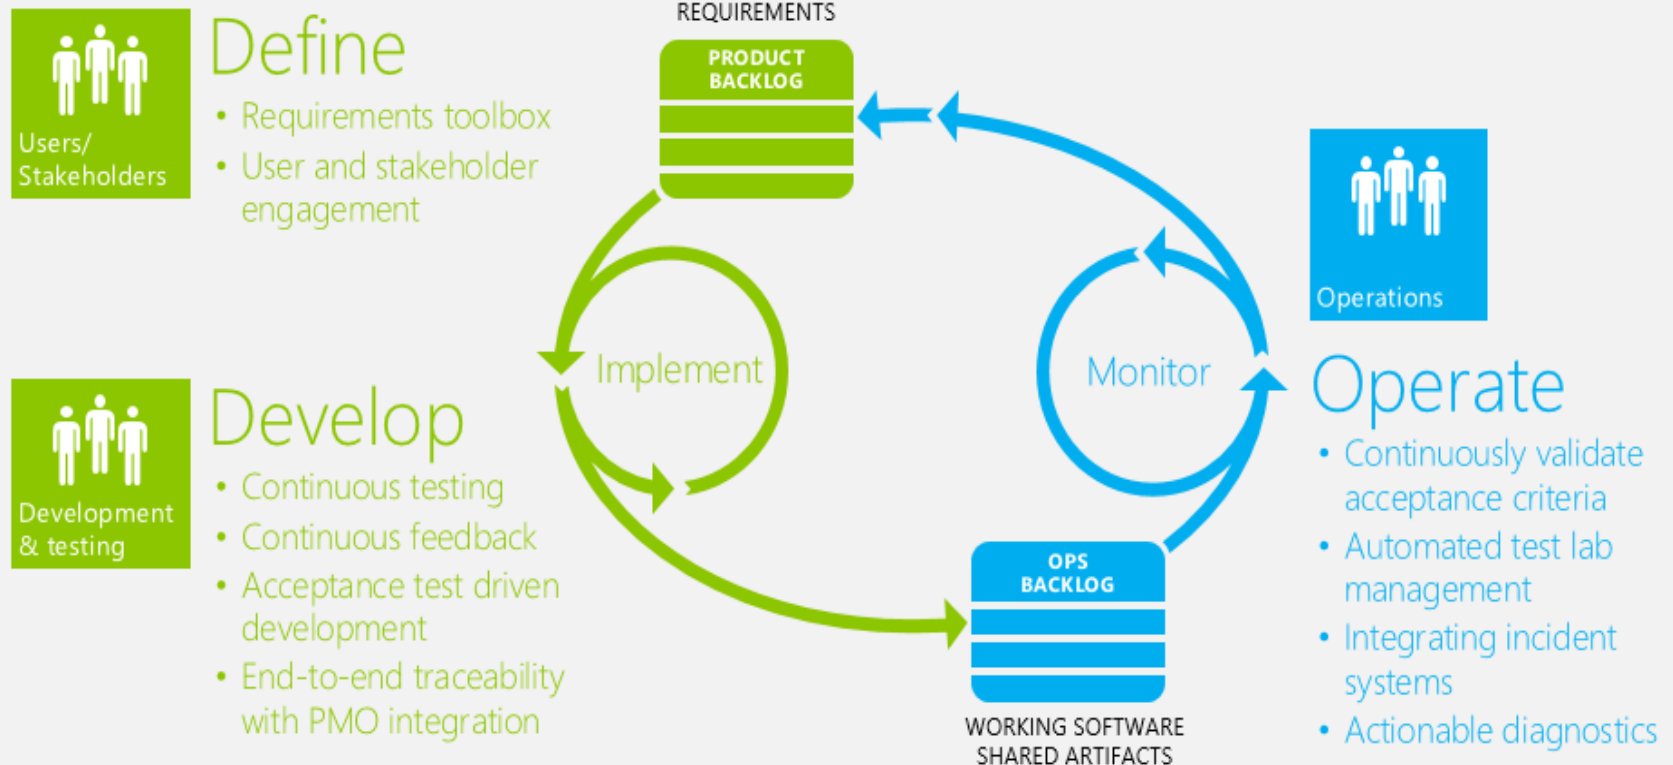 Users/
Stakeholders
Define
• Requirements toolbox
• User and stakeholder
engagement
Development
& testing
Develop
• Continuous testing
• Continuous feedback
• Acceptance test driven
development
• End-to-end traceability
with PMO integration
REQUIREMENTS
PRODUCT
BACKLOG
Implement
Monitor
OPS
BACKLOG
WORKING SOFTWARE
SHARED ARTIFACTS
Operations
Operate
• Continuously validate
acceptance criteria
• Automated test lab
management
• Integrating incident
systems
• Actionable diagnostics